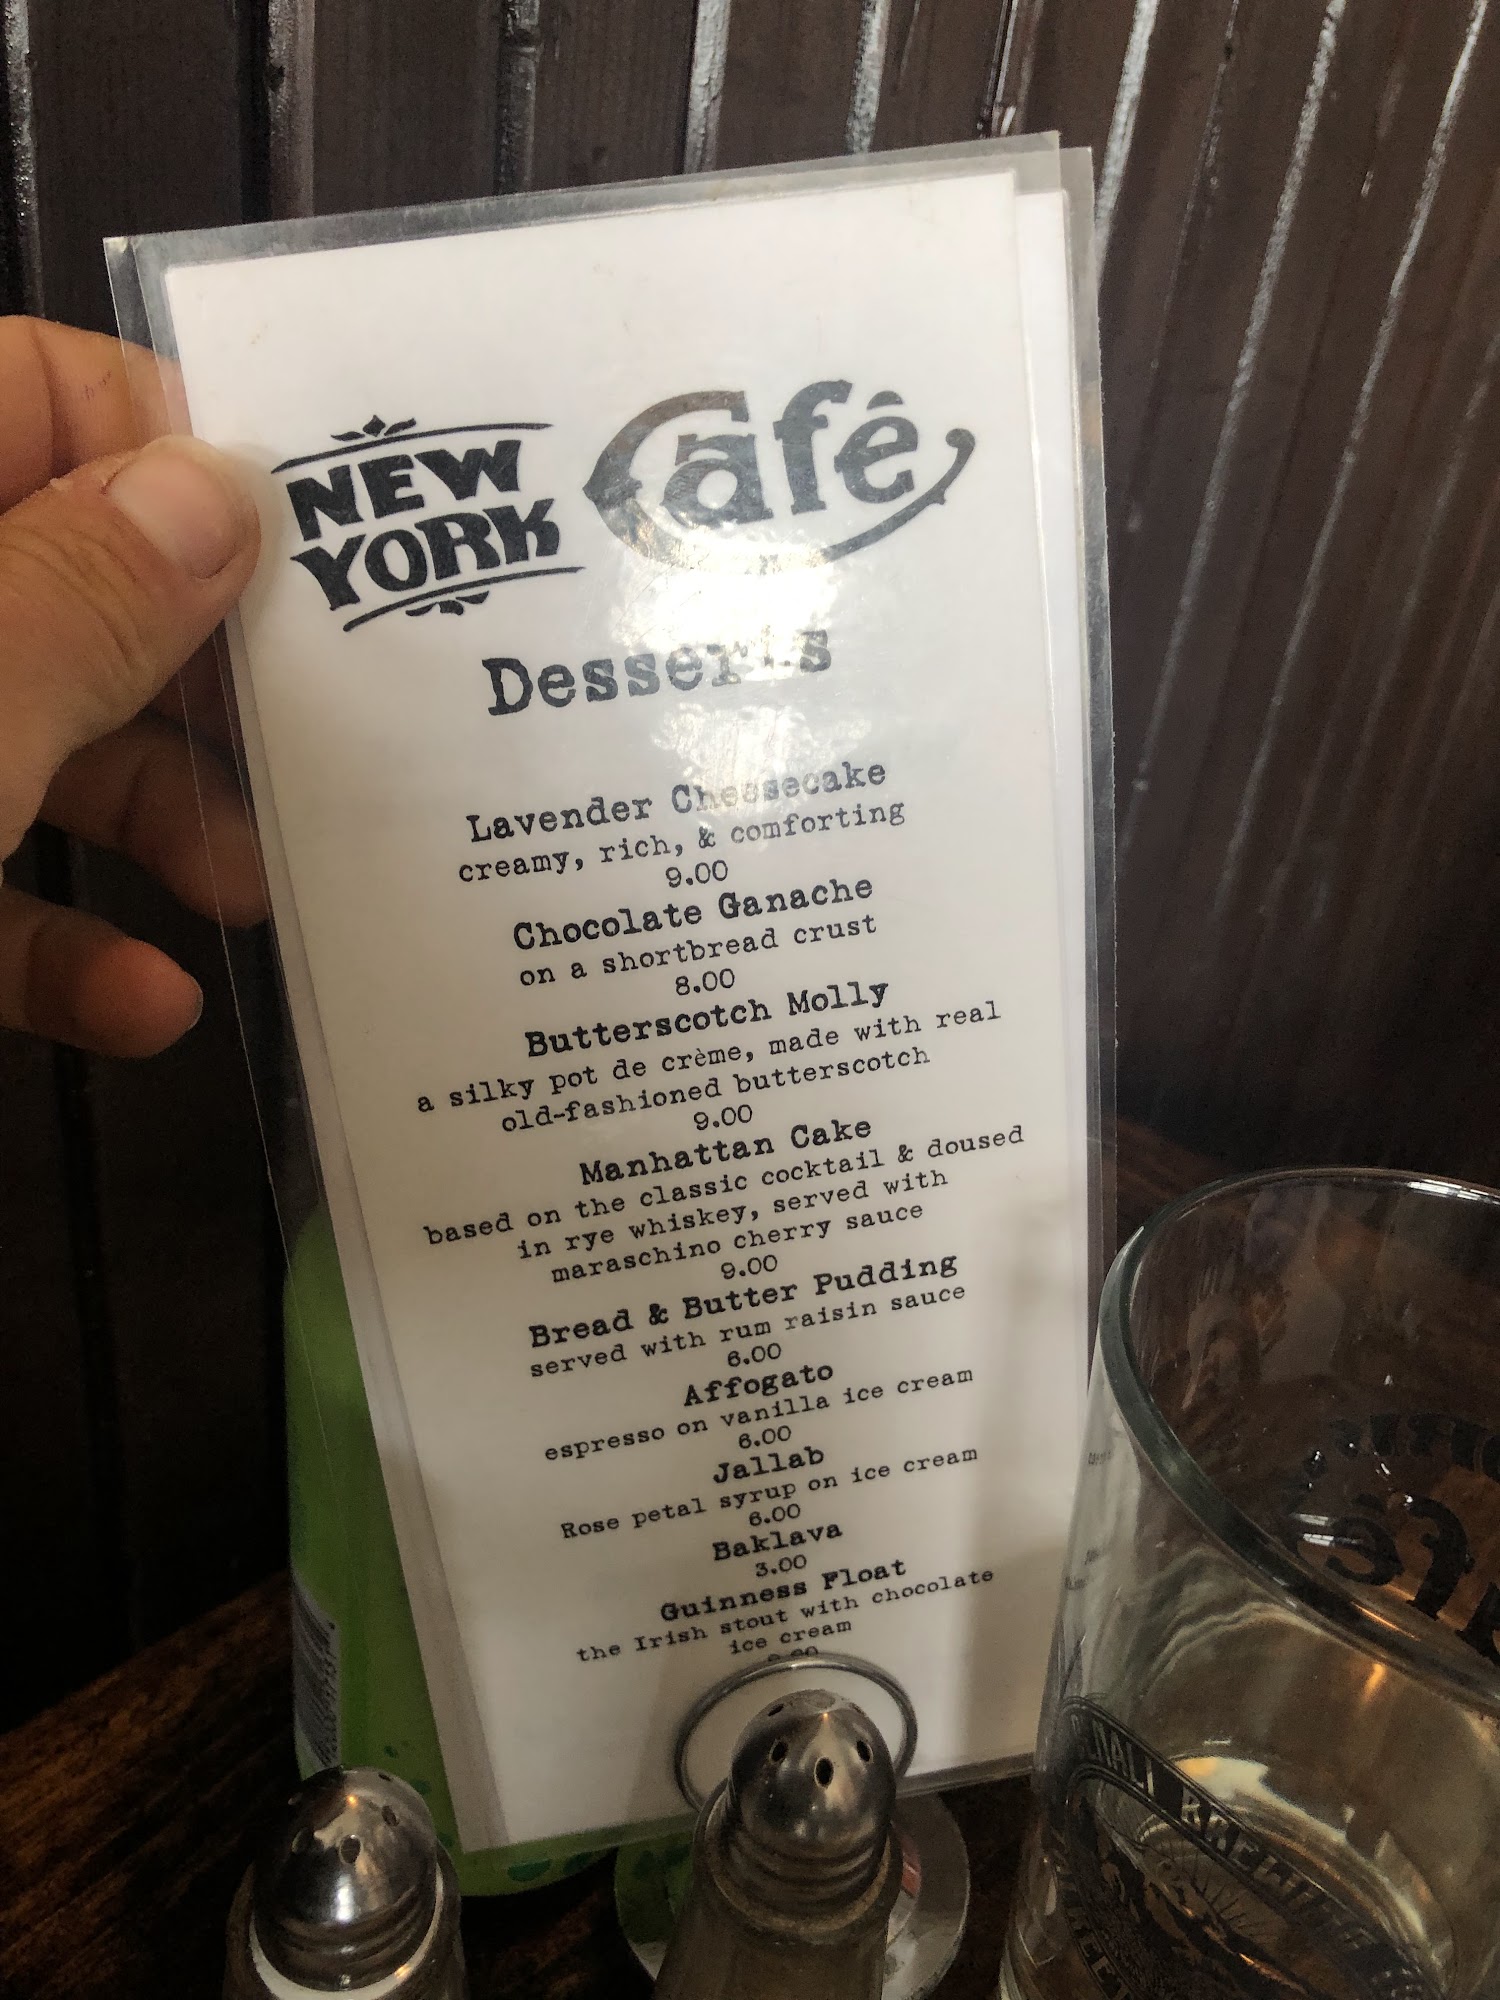 NEW YORK Café
Desserts
Lavender Cheesecake
creamy, rich, & comforting
9.00
Chocolate Ganache
on a shortbread crust
8.00
Butterscotch Molly
a silky pot de crème, made with real
old-fashioned butterscotch
9.00
Manhattan Cake
based on the classic cocktail & doused
in rye whiskey, served with
maraschino cherry sauce
9.00
Bread & Butter Pudding
served with rum raisin sauce
6.00
Affogato
espresso on vanilla ice cream
6.00
Jallab
Rose petal syrup on ice cream
6.00
Baklava
3.00
Guinness Float
the Irish stout with chocolate
ice cream